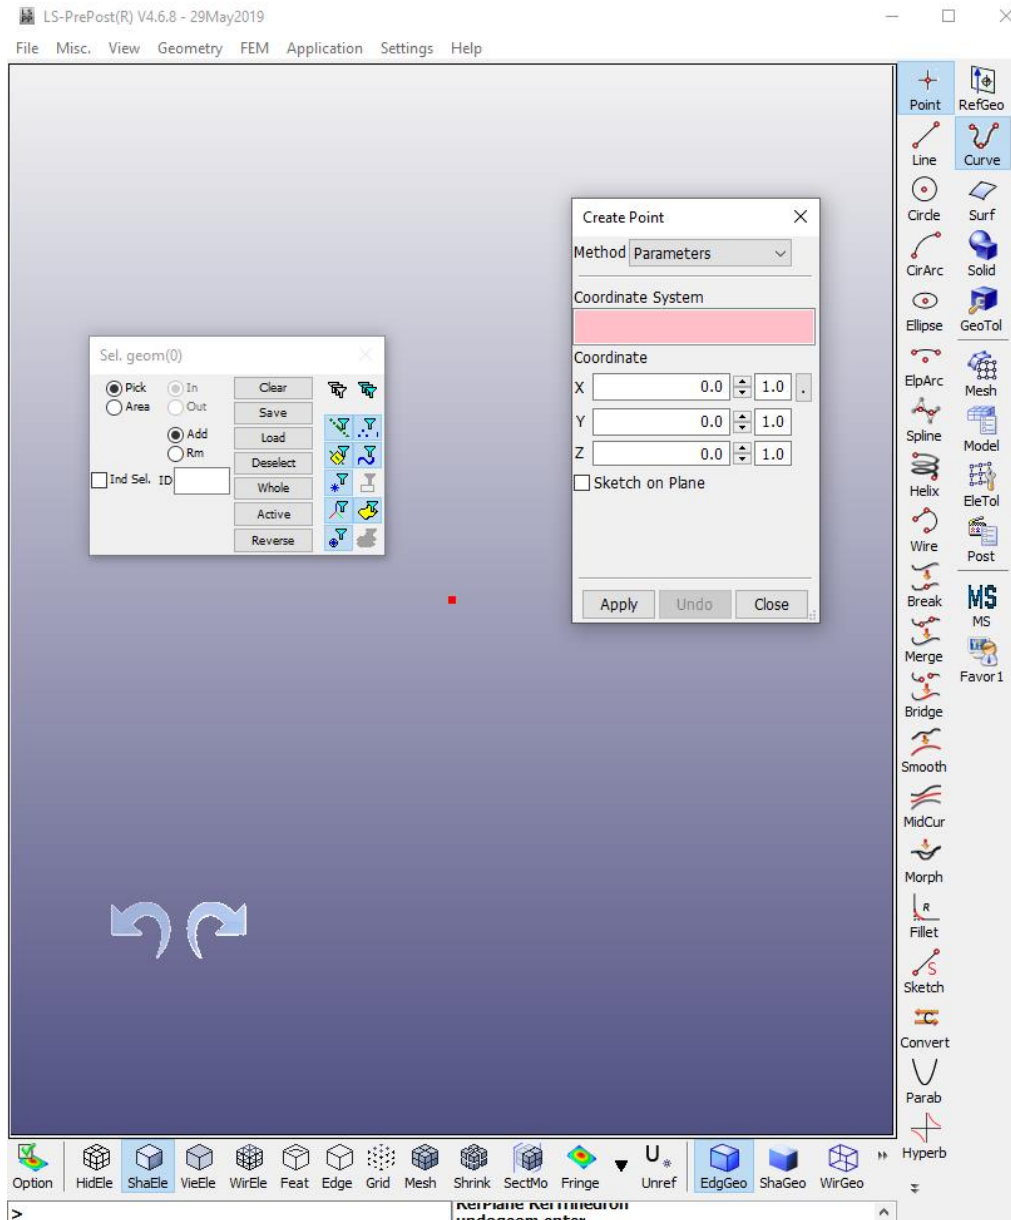 LS-PrePost(R) V4.6.8 - 29May2019
File Misc. View Geometry FEM Application Settings Help
Point RefGeo
Line Curve
Circle Surf
CirArc Solid
Ellipse GeoTol
ElpArc Mesh
Spline Model
Helix EleTol
Wire Post
Break MS
MS
Merge Favor1
Bridge
Smooth
MidCur
Morph
R
Fillet
S
Sketch
C
Convert
Parab
Hyperb
Create Point
Method Parameters
Coordinate System
Coordinate
X 0.0 1.0 .
Y 0.0 1.0
Z 0.0 1.0
Sketch on Plane
Apply Undo Close
Sel. geom(0)
Pick In Clear
Area Out Save
Add Load
Rm Deselect
Ind Sel. ID Whole
Active
Reverse
Option HidEle ShaEle VieEle WirEle Feat Edge Grid Mesh Shrink SectMo Fringe Unref EdgGeo ShaGeo WirGeo
U
>